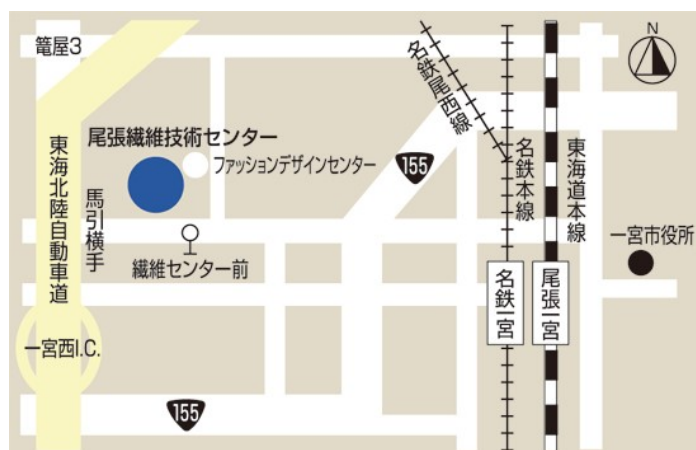 篭屋3
N
名鉄尾西線
尾張繊維技術センター
ファッションデザインセンター
155
名鉄本線
東海道本線
東海北陸自動車道
馬引横手
繊維センター前
一宮市役所
名鉄一宮
尾張一宮
一宮西I.C.
155